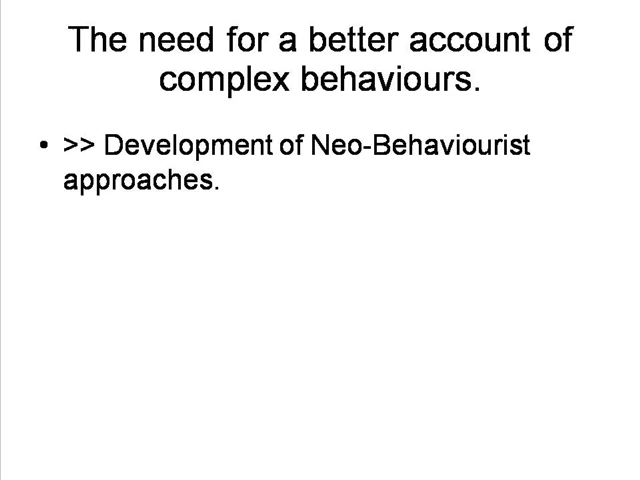 The need for a better account of
complex behaviours.
• >> Development of Neo-Behaviourist
approaches.